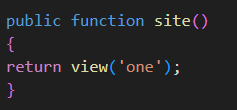 public function site()
{
return view('one');
}